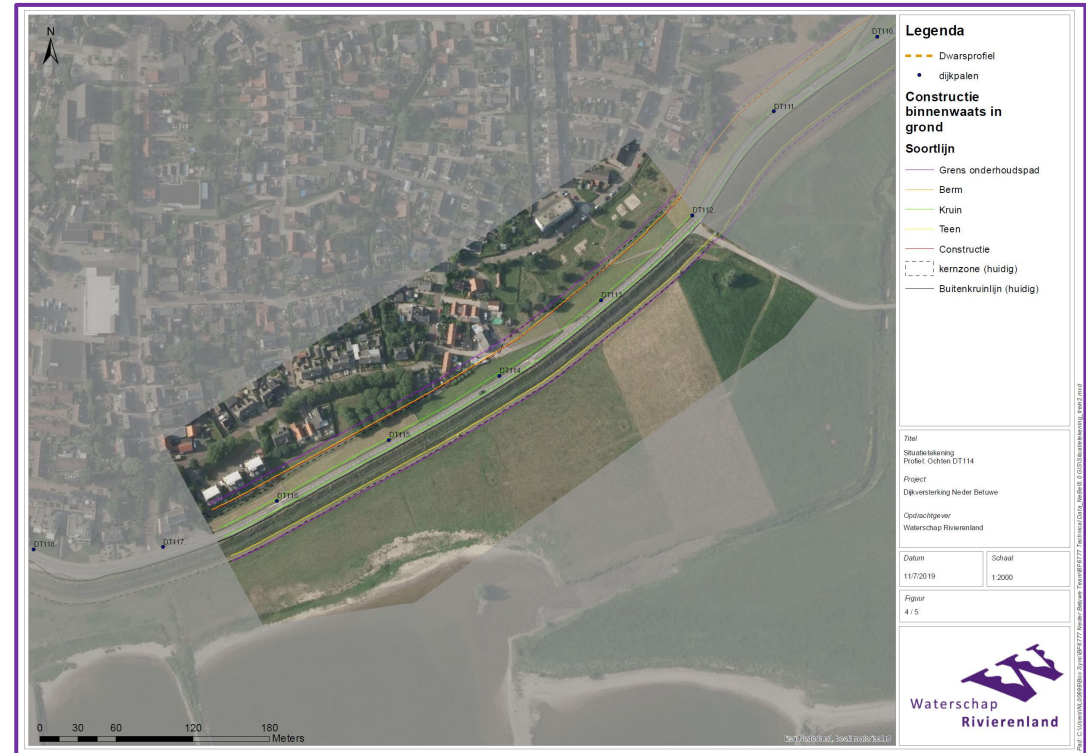 N
DT110
DT111
DT112
DT113
DT114
DT115
DT116
DT117
DT118
0 30 60 120 180
Meters
Legenda
Dwarsprofiel
dijkpalen
Constructie
binnenwaats in
grond
Soortlijn
Grens onderhoudspad
Berm
Kruin
Teen
Constructie
kernzone (huidig)
Buitenkruinlijn (huidig)
Titel
Situatietekening
Profiel: Ochten DT114
Project
Dijkversterking Neder Betuwe
Opdrachtgever
Waterschap Rivierenland
Datum
11/7/2019
Schaal
1:2000
Figuur
4 / 5
Waterschap
Rivierenland